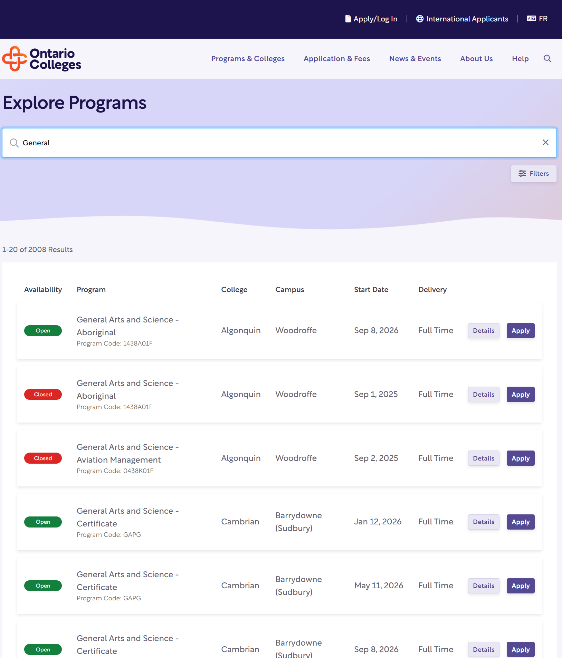 Apply/Log In
International Applicants
FR
Ontario
Colleges
Programs & Colleges
Application & Fees
News & Events
About Us
Help
Explore Programs
General
Filters
1-20 of 2008 Results
Availability Program College Campus Start Date Delivery
Open
General Arts and Science -
Aboriginal
Program Code: 1438A01F
Algonquin Woodroffe Sep 8, 2026 Full Time Details Apply
Closed
General Arts and Science -
Aboriginal
Program Code: 1438A01F
Algonquin Woodroffe Sep 1, 2025 Full Time Details Apply
Closed
General Arts and Science -
Aviation Management
Program Code: 0438K01F
Algonquin Woodroffe Sep 2, 2025 Full Time Details Apply
Open
General Arts and Science -
Certificate
Program Code: GAPG
Cambrian
Barrydowne
(Sudbury)
Jan 12, 2026 Full Time Details Apply
Open
General Arts and Science -
Certificate
Program Code: GAPG
Cambrian
Barrydowne
(Sudbury)
May 11, 2026 Full Time Details Apply
Open
General Arts and Science -
Certificate
Cambrian
Barrydowne
(Sudbury)
Sep 8, 2026 Full Time Details Apply